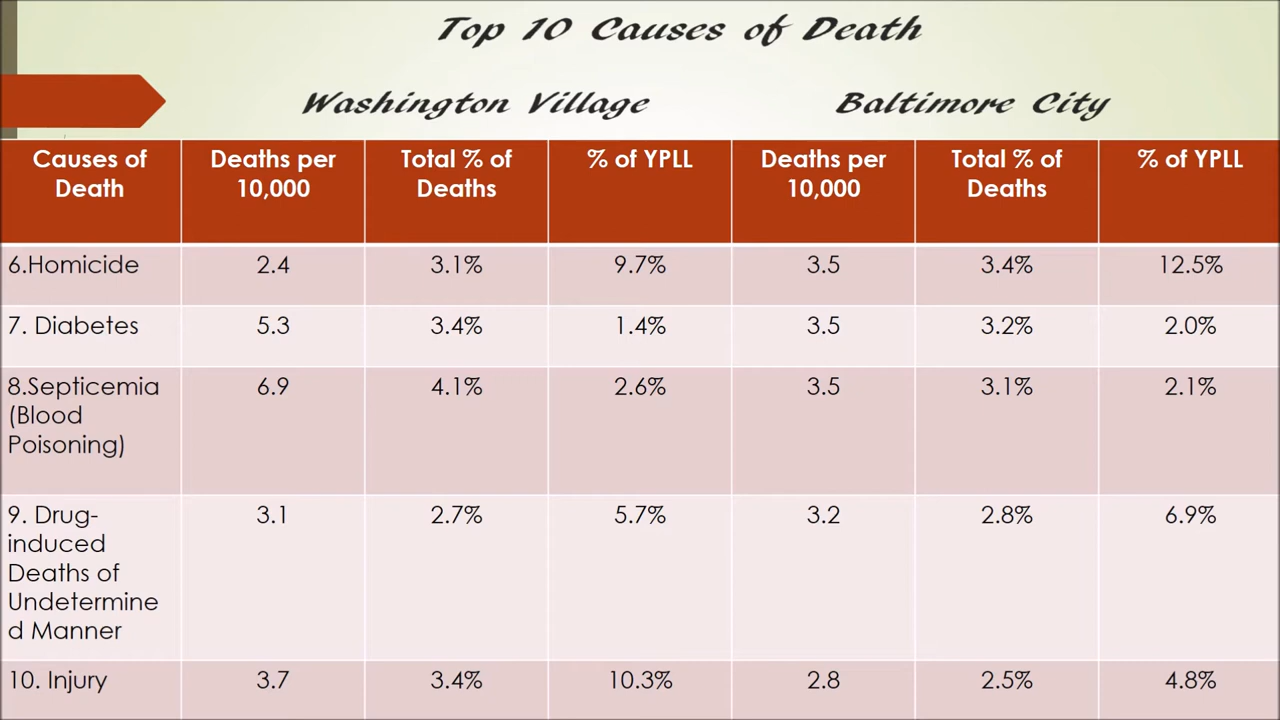 Top 10 Causes of Death
Washington Village Baltimore City
Causes of Death Deaths per 10,000 Total % of Deaths % of YPLL Deaths per 10,000 Total % of Deaths % of YPLL
6.Homicide 2.4 3.1% 9.7% 3.5 3.4% 12.5%
7. Diabetes 5.3 3.4% 1.4% 3.5 3.2% 2.0%
8.Septicemia 6.9 4.1% 2.6% 3.5 3.1% 2.1%
(Blood
Poisoning)
9. Drug- 3.1 2.7% 5.7% 3.2 2.8% 6.9%
induced
Deaths of
Undetermine
d Manner
10. Injury 3.7 3.4% 10.3% 2.8 2.5% 4.8%